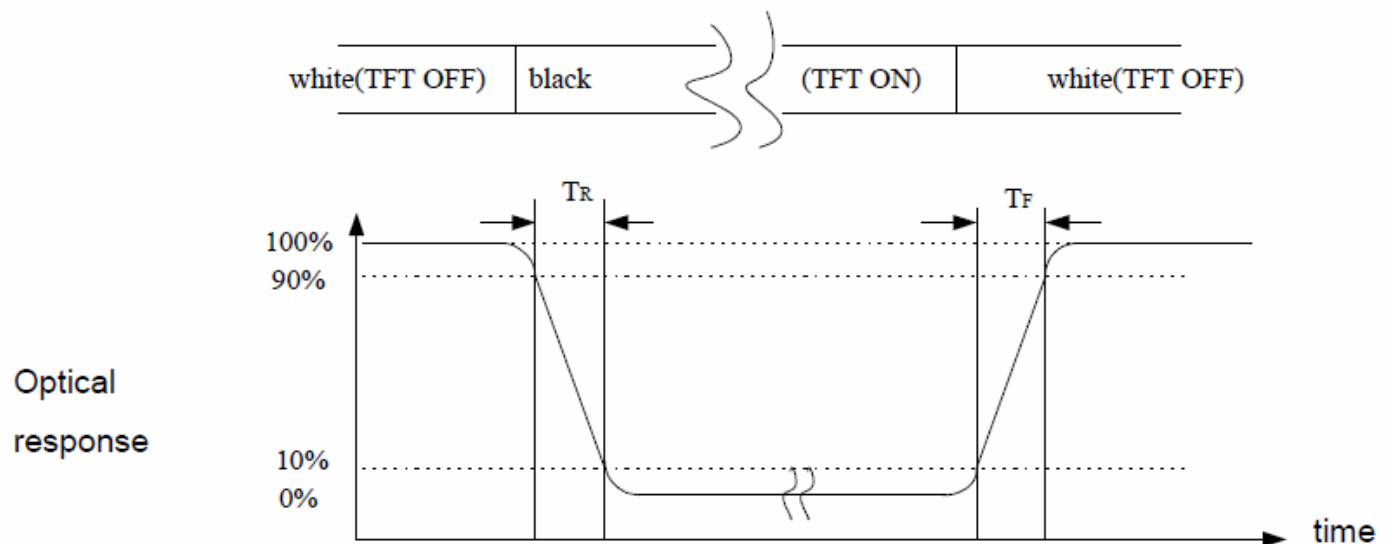 white(TFT OFF)
black
(TFT ON)
white(TFT OFF)
TR
TF
100%
90%
Optical
response
10%
0%
time